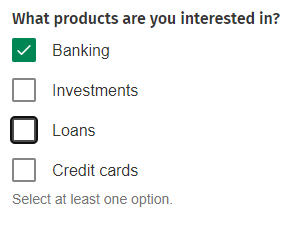 What products are you interested in?
Banking
Investments
Loans
Credit cards
Select at least one option.